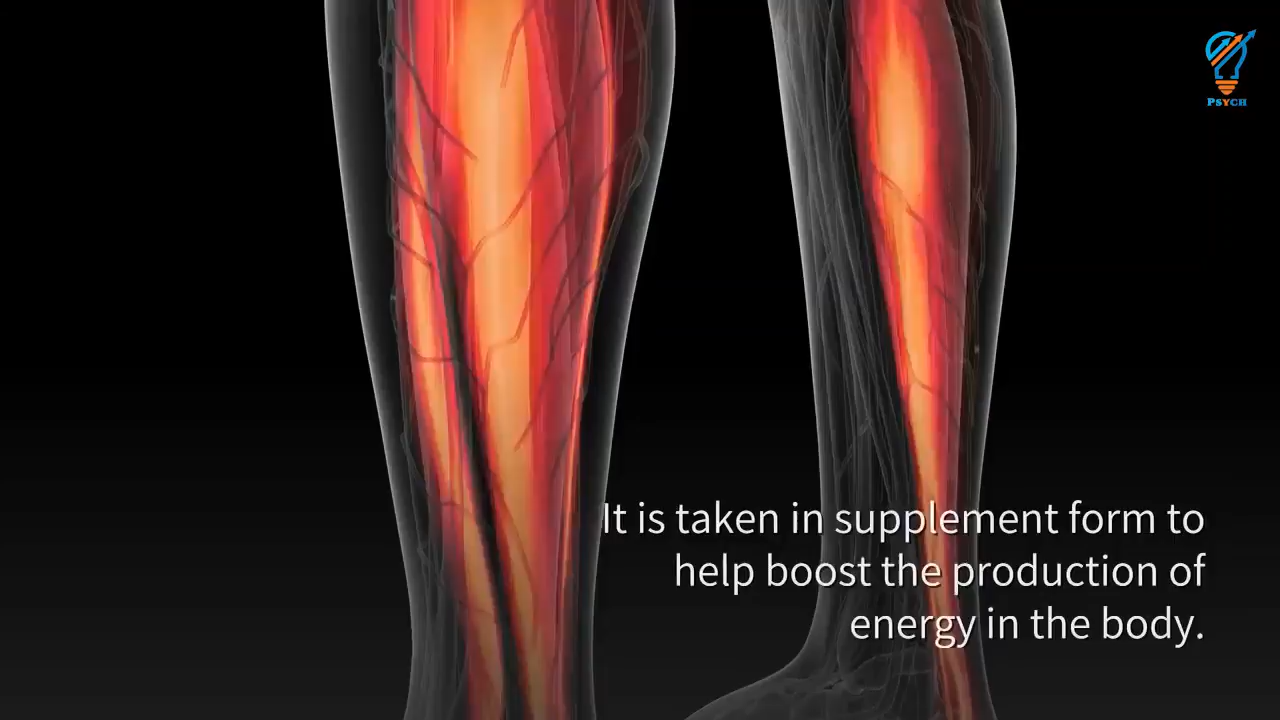 PSYCH
It is taken in supplement form to
help boost the production of
energy in the body.